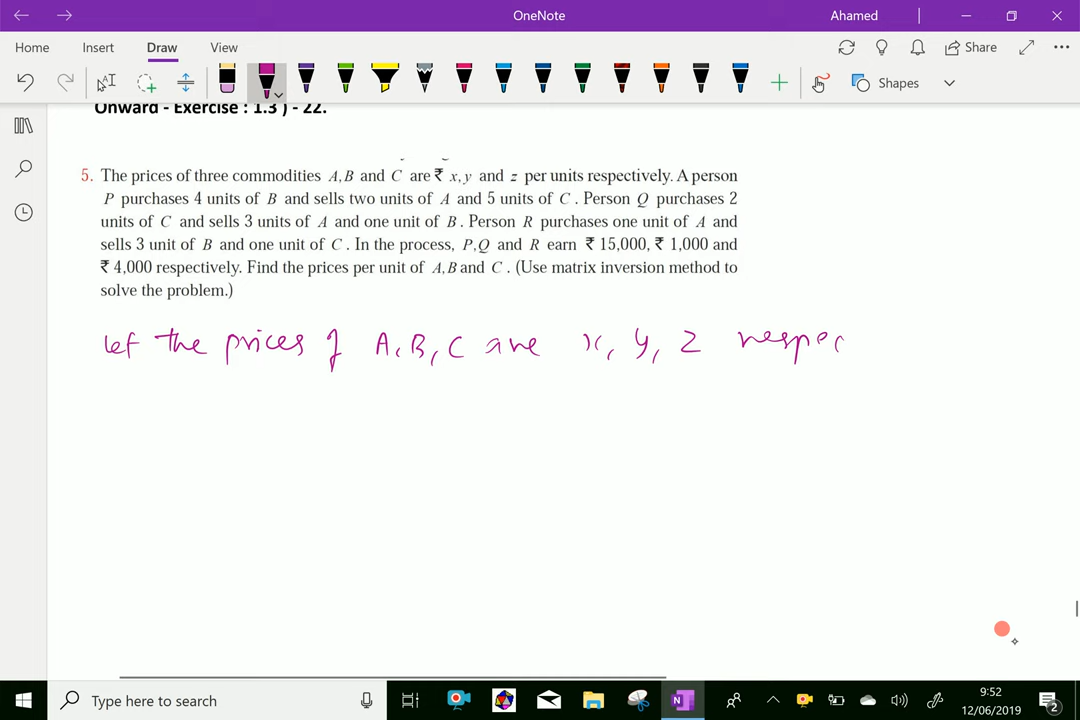 OneNote
Ahamed
Home Insert Draw View
Share
Shapes
Onward - Exercise : 1.3 ) - 22.
5. The prices of three commodities A, B and C are ₹ x, y and z per units respectively. A person
P purchases 4 units of B and sells two units of A and 5 units of C . Person Q purchases 2
units of C and sells 3 units of A and one unit of B . Person R purchases one unit of A and
sells 3 unit of B and one unit of C . In the process, P,Q and R earn ₹ 15,000, ₹ 1,000 and
₹ 4,000 respectively. Find the prices per unit of A, B and C . (Use matrix inversion method to
solve the problem.)
Let the prices of A, B, C are x, y, z respec
Type here to search
9:52
12/06/2019
2